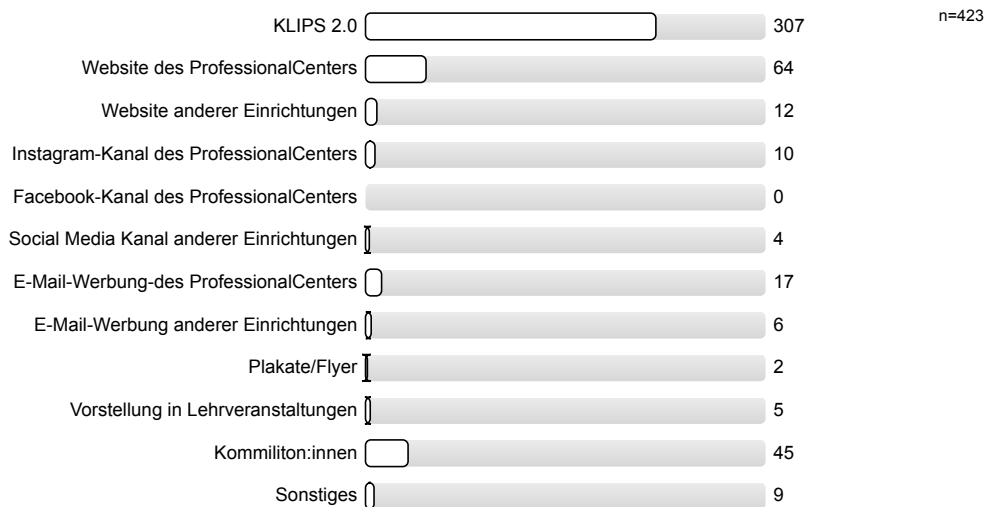 KLIPS 2.0 307 n=423
Website des ProfessionalCenters 64
Website anderer Einrichtungen 12
Instagram-Kanal des ProfessionalCenters 10
Facebook-Kanal des ProfessionalCenters 0
Social Media Kanal anderer Einrichtungen 4
E-Mail-Werbung-des ProfessionalCenters 17
E-Mail-Werbung anderer Einrichtungen 6
Plakate/Flyer 2
Vorstellung in Lehrveranstaltungen 5
Kommiliton:innen 45
Sonstiges 9